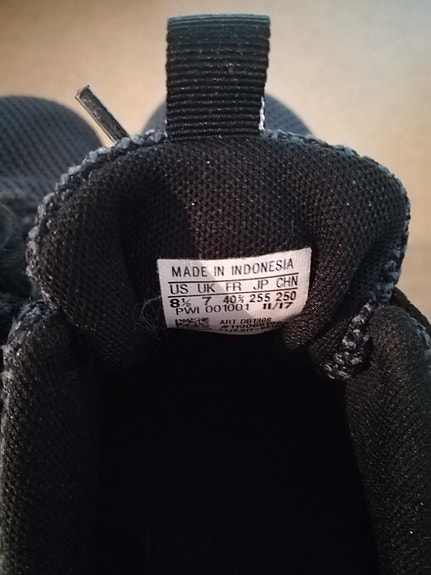 MADE IN INDONESIA
US UK FR JP CHN
8½ 7 40⅔ 255 250
PWI 001001 11/17
ART